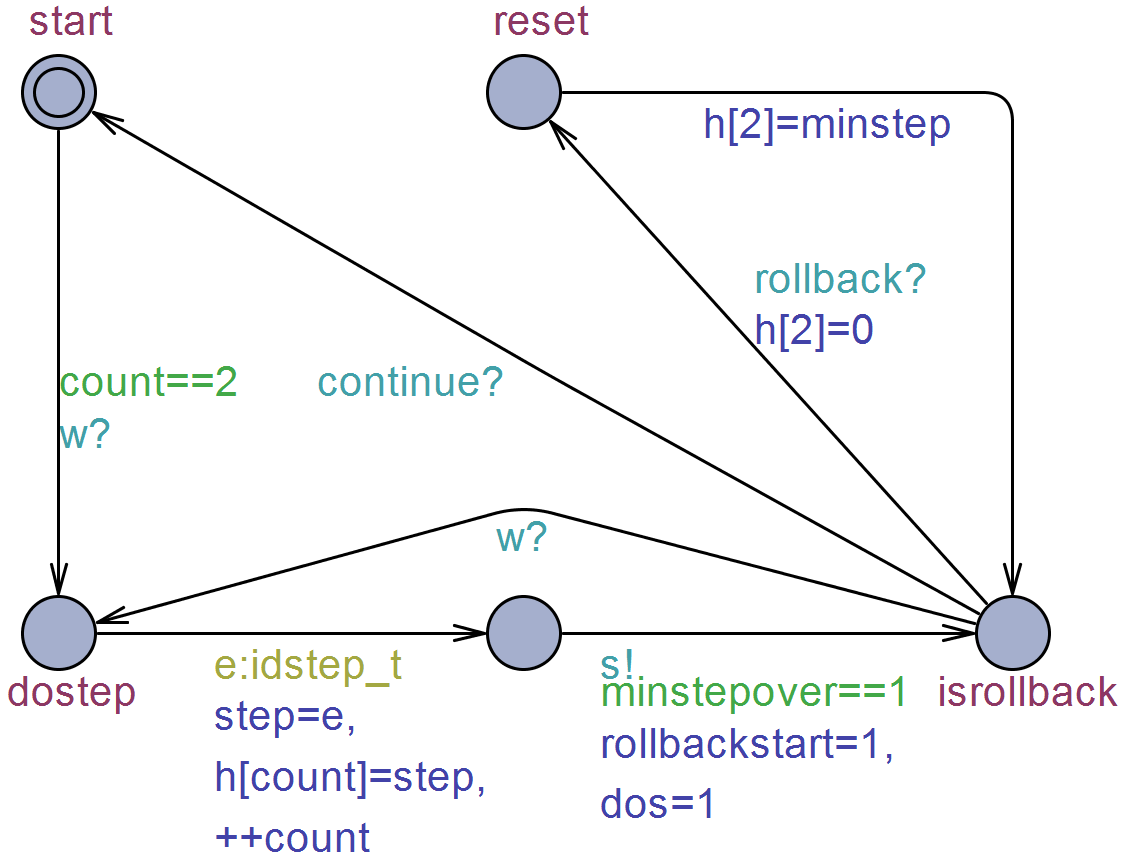 start
reset
h[2]=minstep
rollback?
h[2]=0
count==2
w?
continue?
w?
dostep
e:idstep_t
step=e,
h[count]=step,
++count
s!
minstepover==1
rollbackstart=1,
dos=1
isrollback